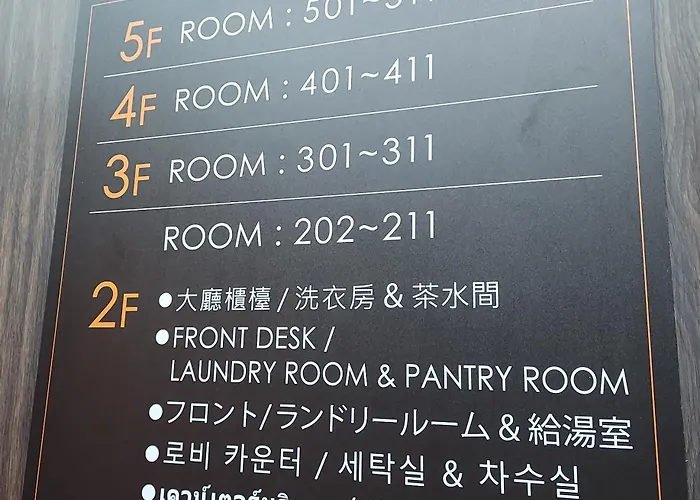 5F ROOM : 501~511
4F ROOM : 401~411
3F ROOM : 301~311
ROOM : 202~211
2F ●大廳櫃檯 / 洗衣房 & 茶水間
●FRONT DESK /
LAUNDRY ROOM & PANTRY ROOM
●フロント/ランドリールーム & 給湯室
●로비 카운터 / 세탁실 & 차수실